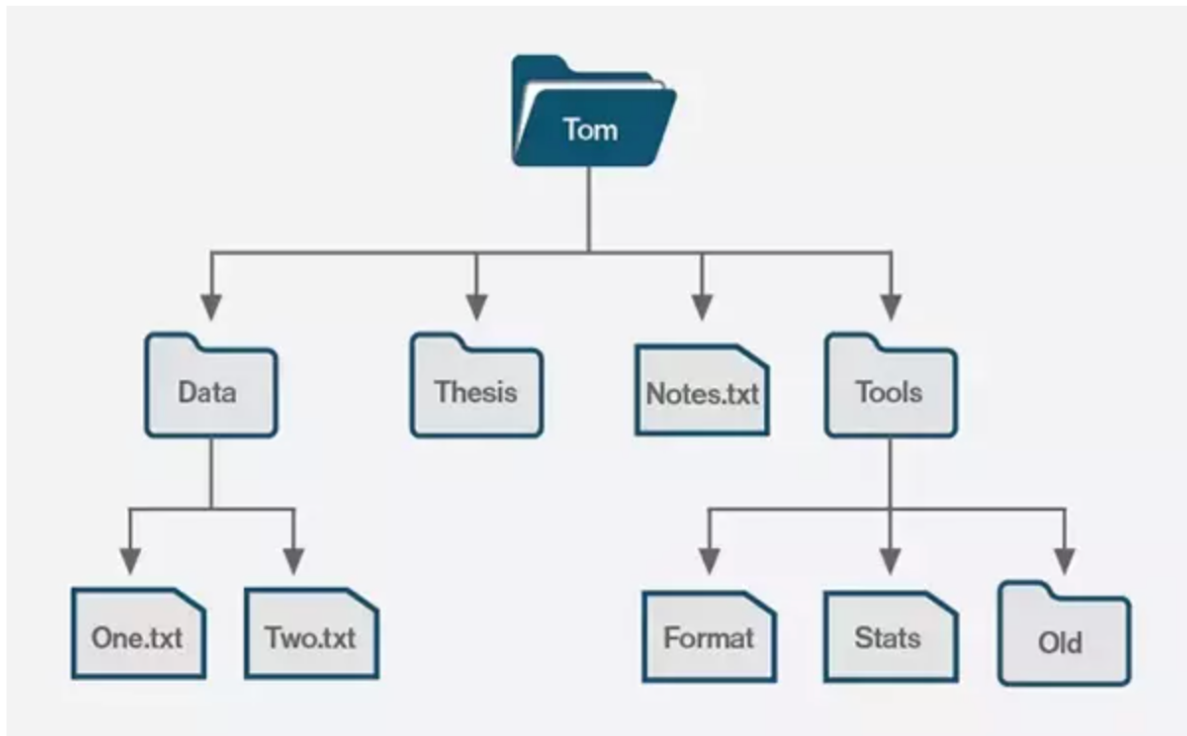 Tom
Data
Thesis
Notes.txt
Tools
One.txt
Two.txt
Format
Stats
Old